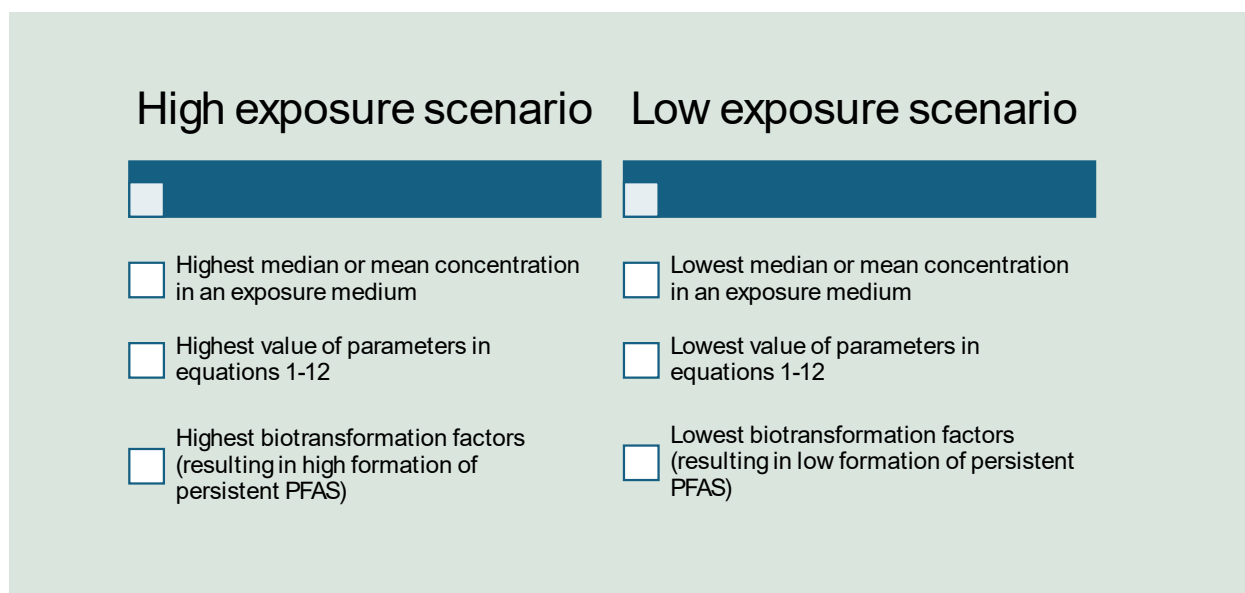 High exposure scenario
Highest median or mean concentration
in an exposure medium
Highest value of parameters in
equations 1-12
Highest biotransformation factors
(resulting in high formation of
persistent PFAS)
Low exposure scenario
Lowest median or mean concentration
in an exposure medium
Lowest value of parameters in
equations 1-12
Lowest biotransformation factors
(resulting in low formation of persistent
PFAS)